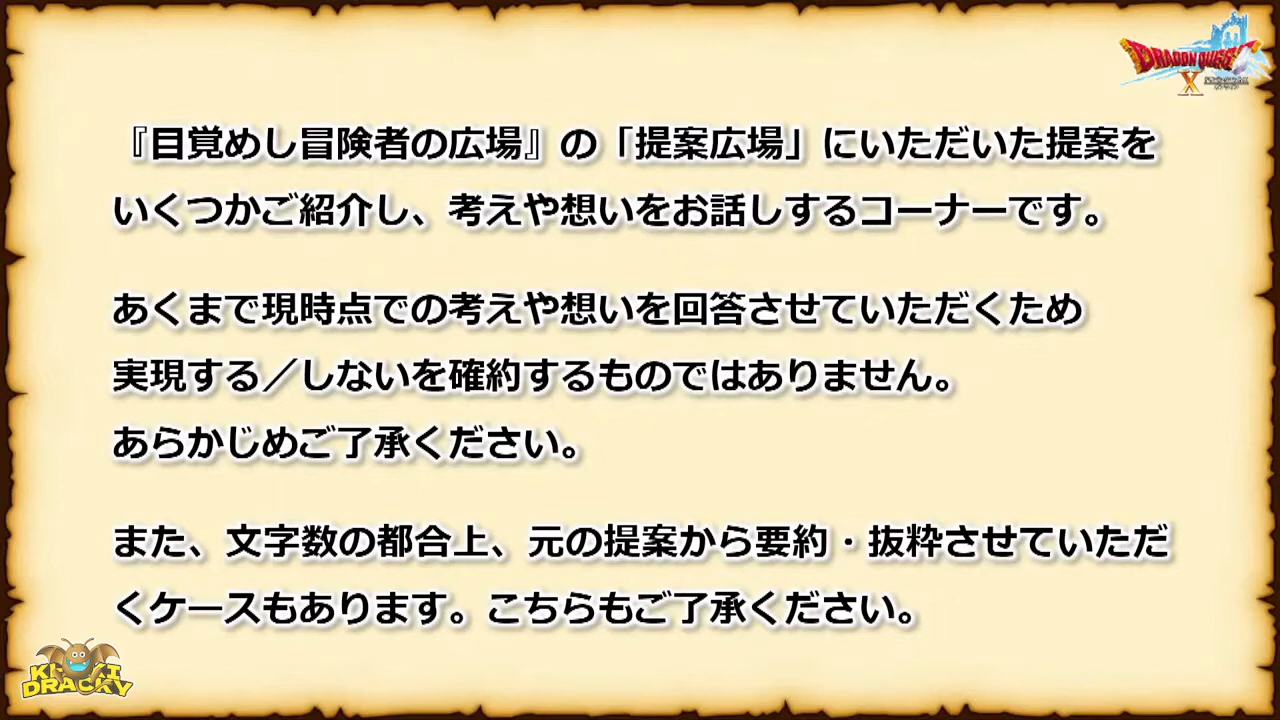 DRAGON QUEST
X
『目覚めし冒険者の広場』の「提案広場」にいただいた提案を
いくつかご紹介し、考えや想いをお話しするコーナーです。
あくまで現時点での考えや想いを回答させていただくため
実現する／しないを確約するものではありません。
あらかじめご了承ください。
また、文字数の都合上、元の提案から要約・抜粋させていただ
くケースもあります。こちらもご了承ください。
DRACKY